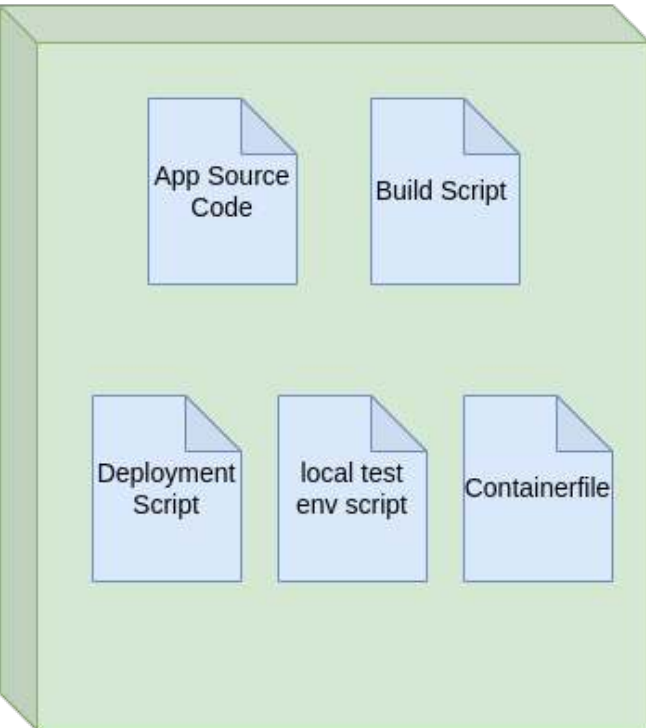 App Source
Code
Build Script
Deployment
Script
local test
env script
Containerfile